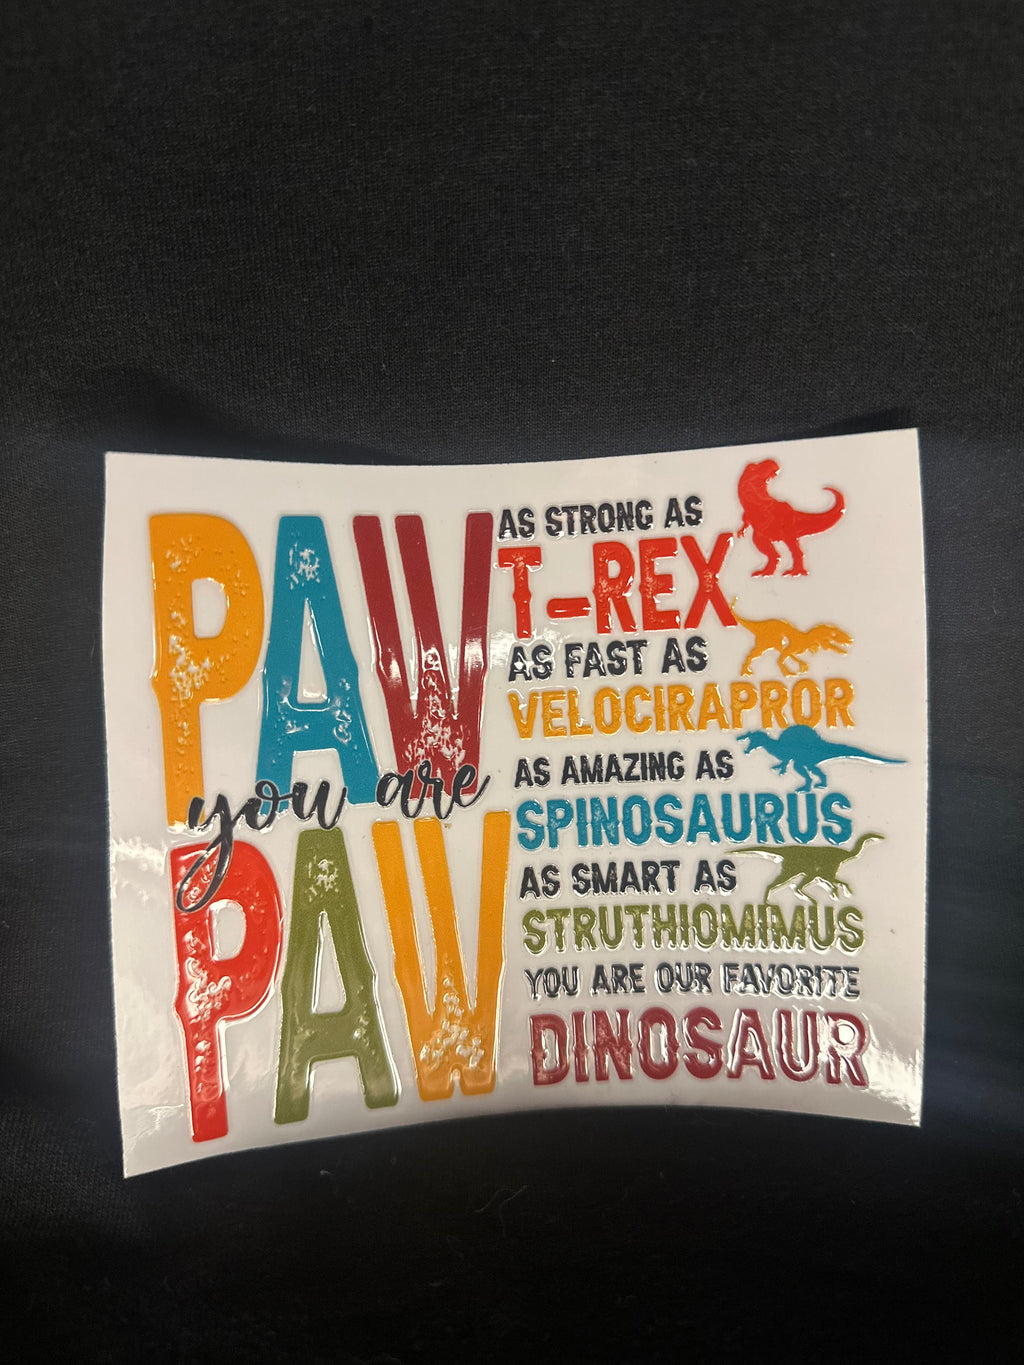 PAW
you are
PAW
AS STRONG AS
T-REX
AS FAST AS
VELOCIRAPROR
AS AMAZING AS
SPINOSAURUS
AS SMART AS
STRUTHIOMIMUS
YOU ARE OUR FAVORITE
DINOSAUR